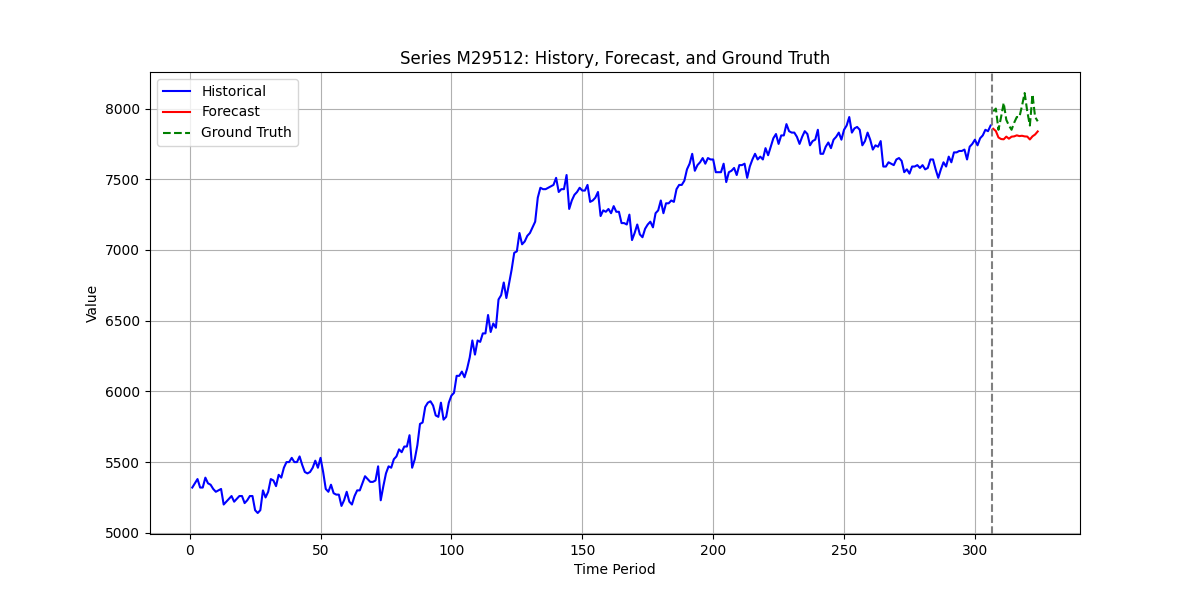 Series M29512: History, Forecast, and Ground Truth
Historical
Forecast
Ground Truth
8000
7500
7000
6500
6000
5500
5000
Value
0 50 100 150 200 250 300
Time Period